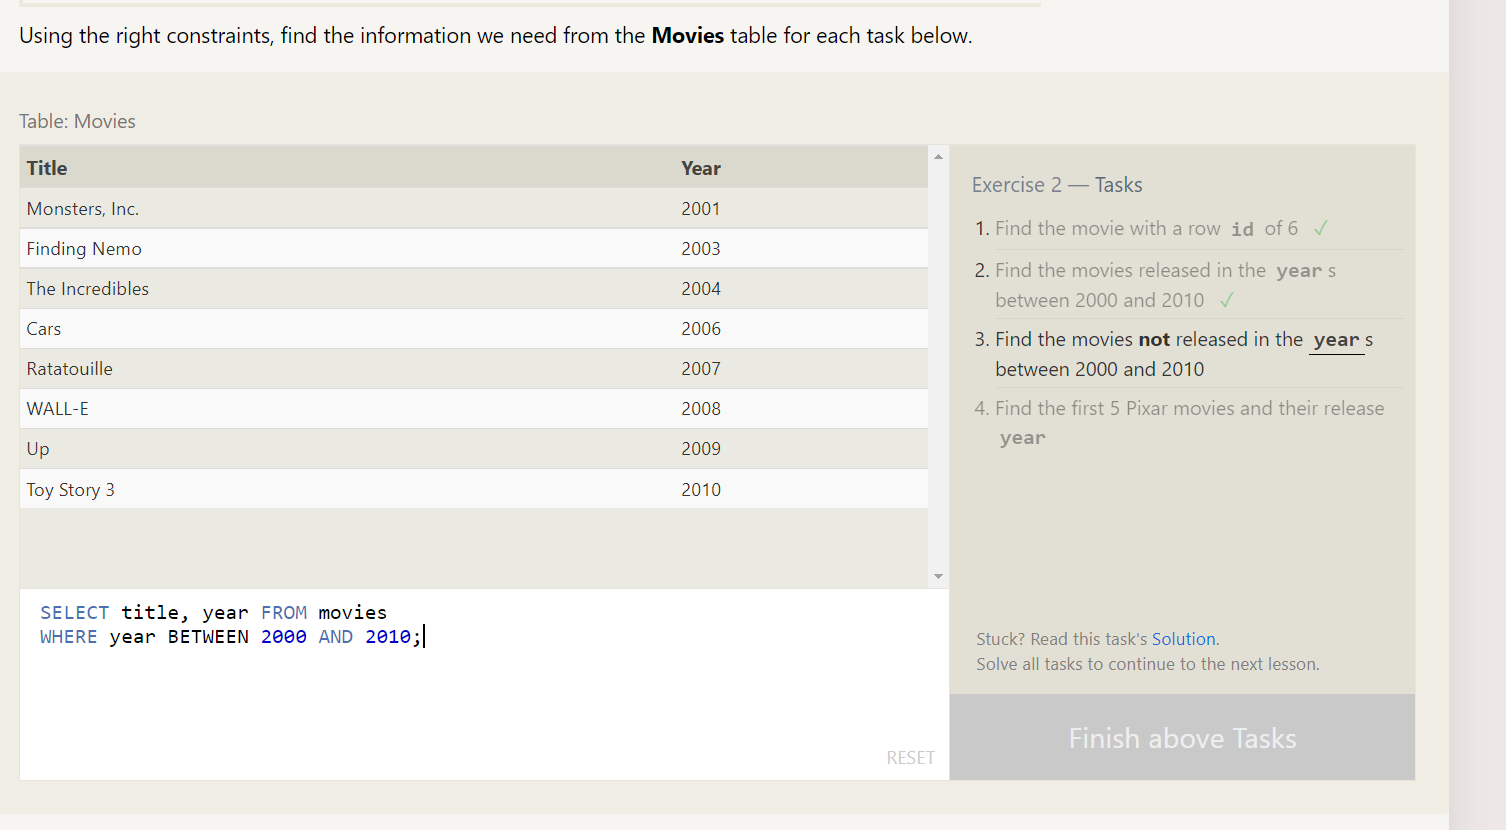 Using the right constraints, find the information we need from the Movies table for each task below.
Table: Movies
Title Year
Monsters, Inc. 2001
Finding Nemo 2003
The Incredibles 2004
Cars 2006
Ratatouille 2007
WALL-E 2008
Up 2009
Toy Story 3 2010
SELECT title, year FROM movies
WHERE year BETWEEN 2000 AND 2010;
RESET
Exercise 2 — Tasks
1. Find the movie with a row id of 6 ✓
2. Find the movies released in the year s
between 2000 and 2010 ✓
3. Find the movies not released in the year s
between 2000 and 2010
4. Find the first 5 Pixar movies and their release
year
Stuck? Read this task's Solution.
Solve all tasks to continue to the next lesson.
Finish above Tasks